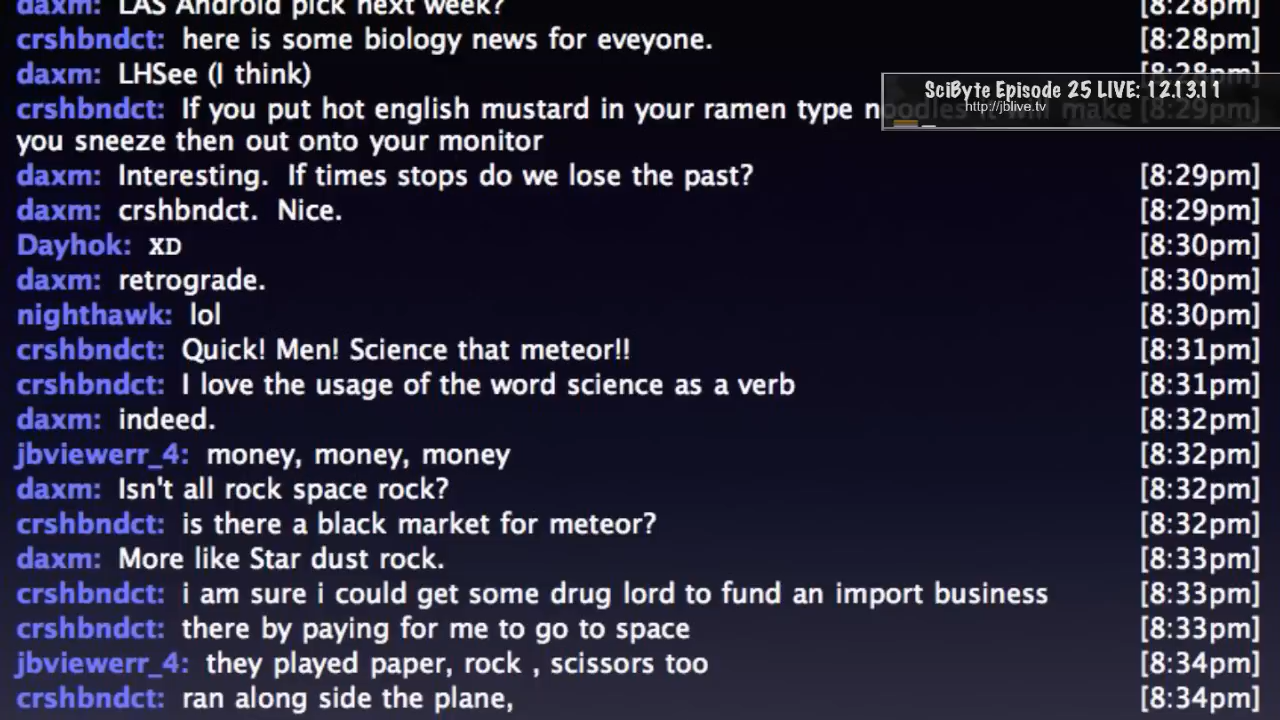 daxm: LAS Android pick next week? [8:28pm]
crshbndct: here is some biology news for eveyone. [8:28pm]
daxm: LHSee (I think) [8:28pm]
SciByte Episode 25 LIVE: 12.13.11
http://jblive.tv
crshbndct: If you put hot english mustard in your ramen type noodles it will make [8:29pm]
you sneeze then out onto your monitor
daxm: Interesting. If times stops do we lose the past? [8:29pm]
daxm: crshbndct. Nice. [8:29pm]
Dayhok: XD [8:30pm]
daxm: retrograde. [8:30pm]
nighthawk: lol [8:30pm]
crshbndct: Quick! Men! Science that meteor!! [8:31pm]
crshbndct: I love the usage of the word science as a verb [8:31pm]
daxm: indeed. [8:32pm]
jbviewerr_4: money, money, money [8:32pm]
daxm: Isn't all rock space rock? [8:32pm]
crshbndct: is there a black market for meteor? [8:32pm]
daxm: More like Star dust rock. [8:33pm]
crshbndct: i am sure i could get some drug lord to fund an import business [8:33pm]
crshbndct: there by paying for me to go to space [8:33pm]
jbviewerr_4: they played paper, rock , scissors too [8:34pm]
crshbndct: ran along side the plane, [8:34pm]